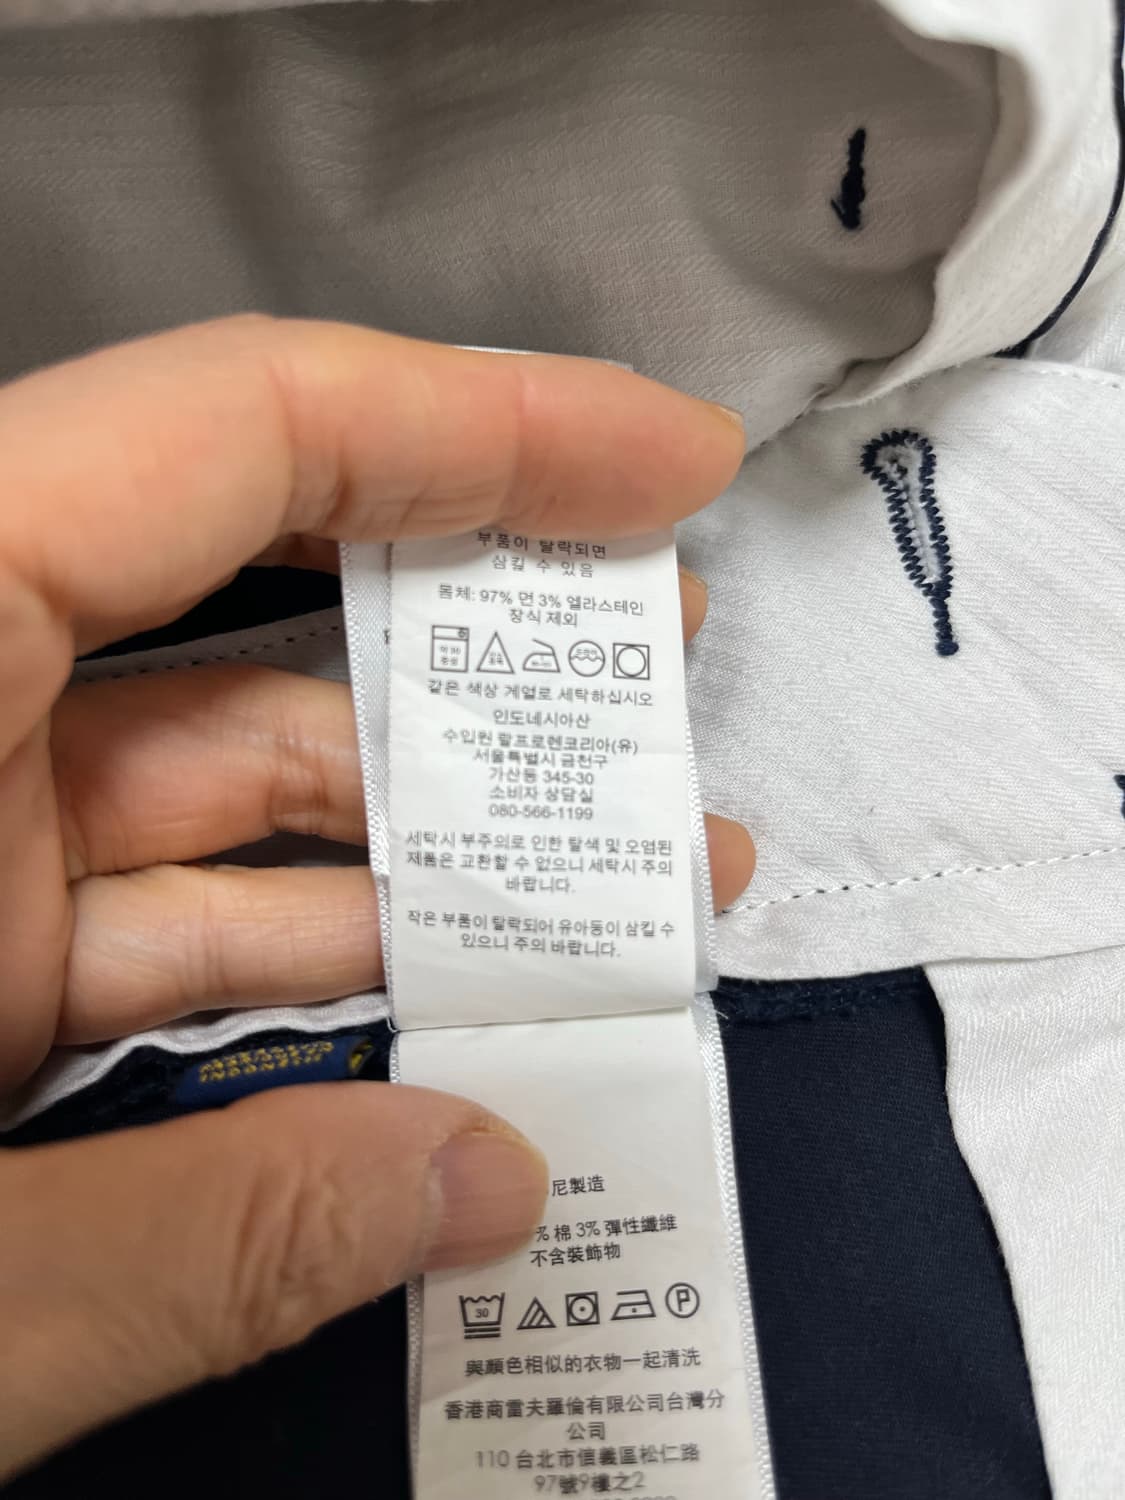 부품이 탈락되면
삼킬 수 있음
몸체: 97% 면 3% 엘라스테인
장식 제외
약 30
중성
같은 색상 계열로 세탁하십시오
인도네시아산
수입원 랄프로렌코리아(유)
서울특별시 금천구
가산동 345-30
소비자 상담실
080-566-1199
세탁시 부주의로 인한 탈색 및 오염된
제품은 교환할 수 없으니 세탁시 주의
바랍니다.
작은 부품이 탈락되어 유아등이 삼킬 수
있으니 주의 바랍니다.
尼製造
% 棉 3% 彈性纖維
不含裝飾物
30
P
與顏色相似的衣物一起清洗
香港商雷夫羅倫有限公司台灣分
公司
110 台北市信義區松仁路
97號9樓之2